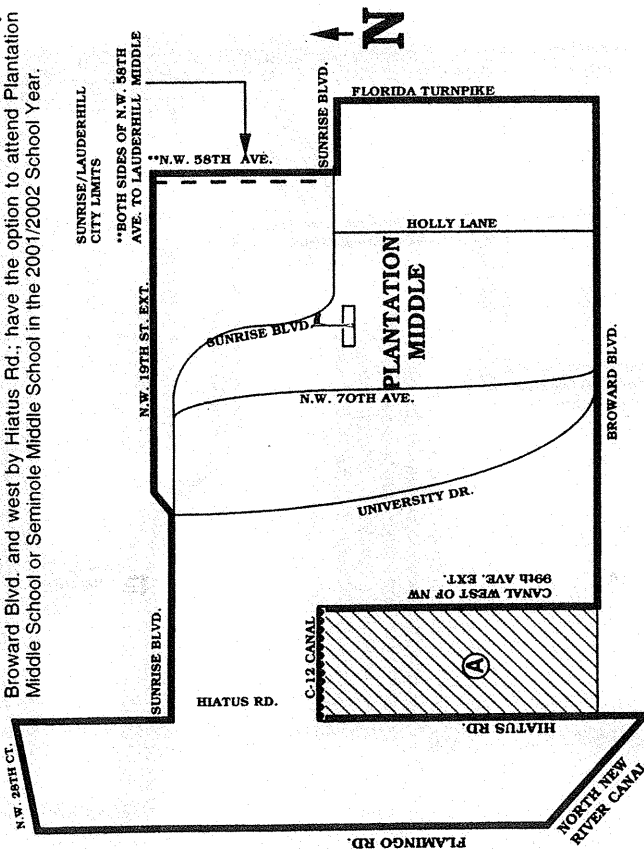 Broward Blvd. and west by Hiatus Rd.; have the option to attend Plantation
Middle School or Seminole Middle School in the 2001/2002 School Year.
SUNRISE/LAUDERHILL
CITY LIMITS
**BOTH SIDES OF N.W. 58TH
AVE. TO LAUDERHILL MIDDLE
N
N.W. 28TH CT.
SUNRISE BLVD.
N.W. 19TH ST. EXT.
**N.W. 58TH AVE.
SUNRISE BLVD.
FLORIDA TURNPIKE
SUNRISE BLVD.
HOLLY LANE
PLANTATION
MIDDLE
N.W. 70TH AVE.
UNIVERSITY DR.
HIATUS RD.
C-12 CANAL
CANAL WEST OF NW
99th AVE. EXT.
A
HIATUS RD.
BROWARD BLVD.
FLAMINGO RD.
NORTH NEW
RIVER CANAL